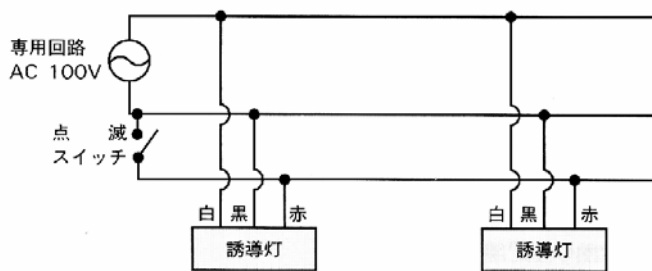 専用回路
AC 100V
点 滅
スイッチ
白 黒 赤
誘導灯
白 黒 赤
誘導灯